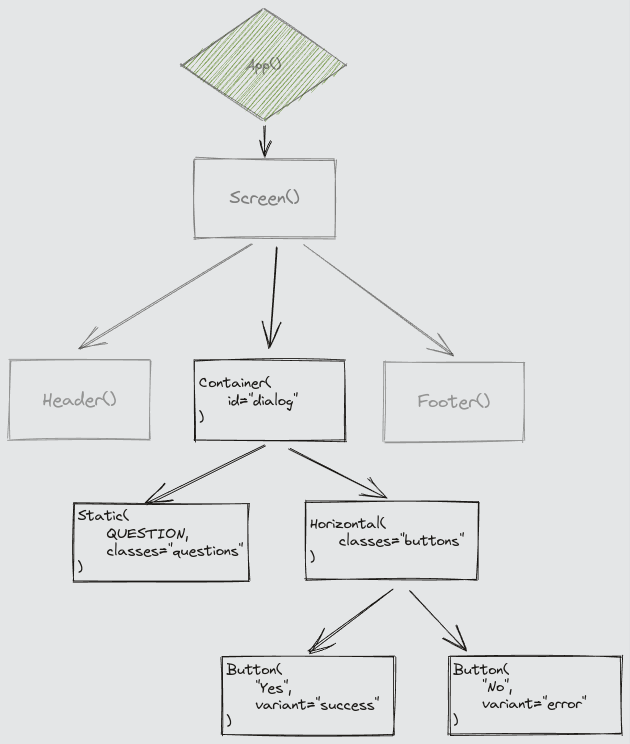 App()
Screen()
Header()
Container(
id="dialog"
)
Footer()
Static(
QUESTION,
classes="questions"
)
Horizontal(
classes="buttons"
)
Button(
"Yes",
variant="success"
)
Button(
"No",
variant="error"
)